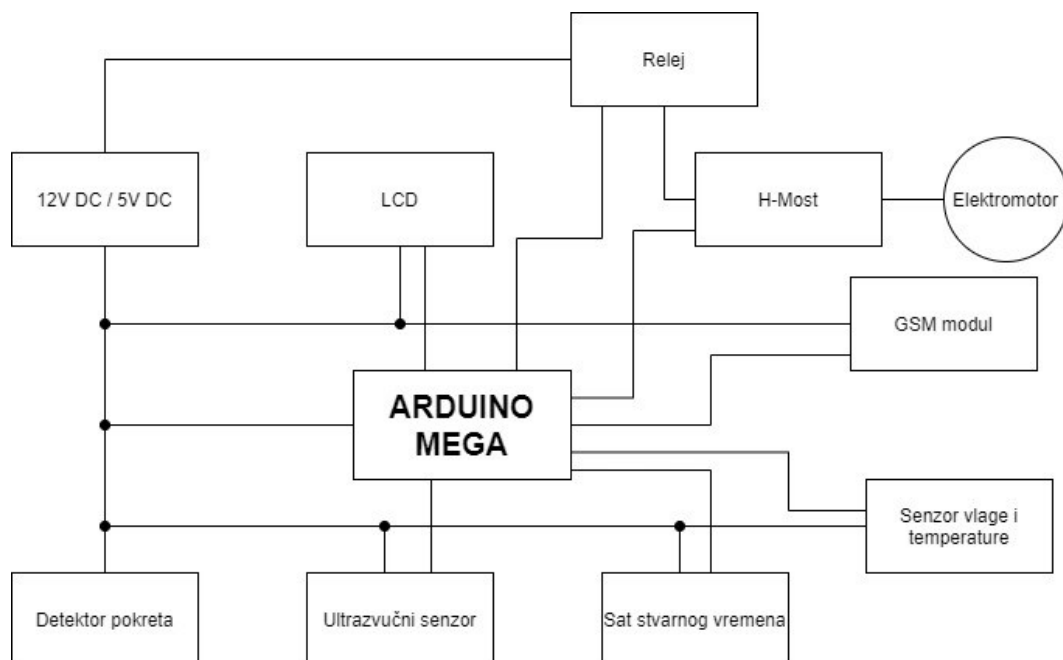 Relej
12V DC / 5V DC
LCD
H-Most
Elektromotor
GSM modul
ARDUINO
MEGA
Senzor vlage i
temperature
Detektor pokreta
Ultrazvučni senzor
Sat stvarnog vremena